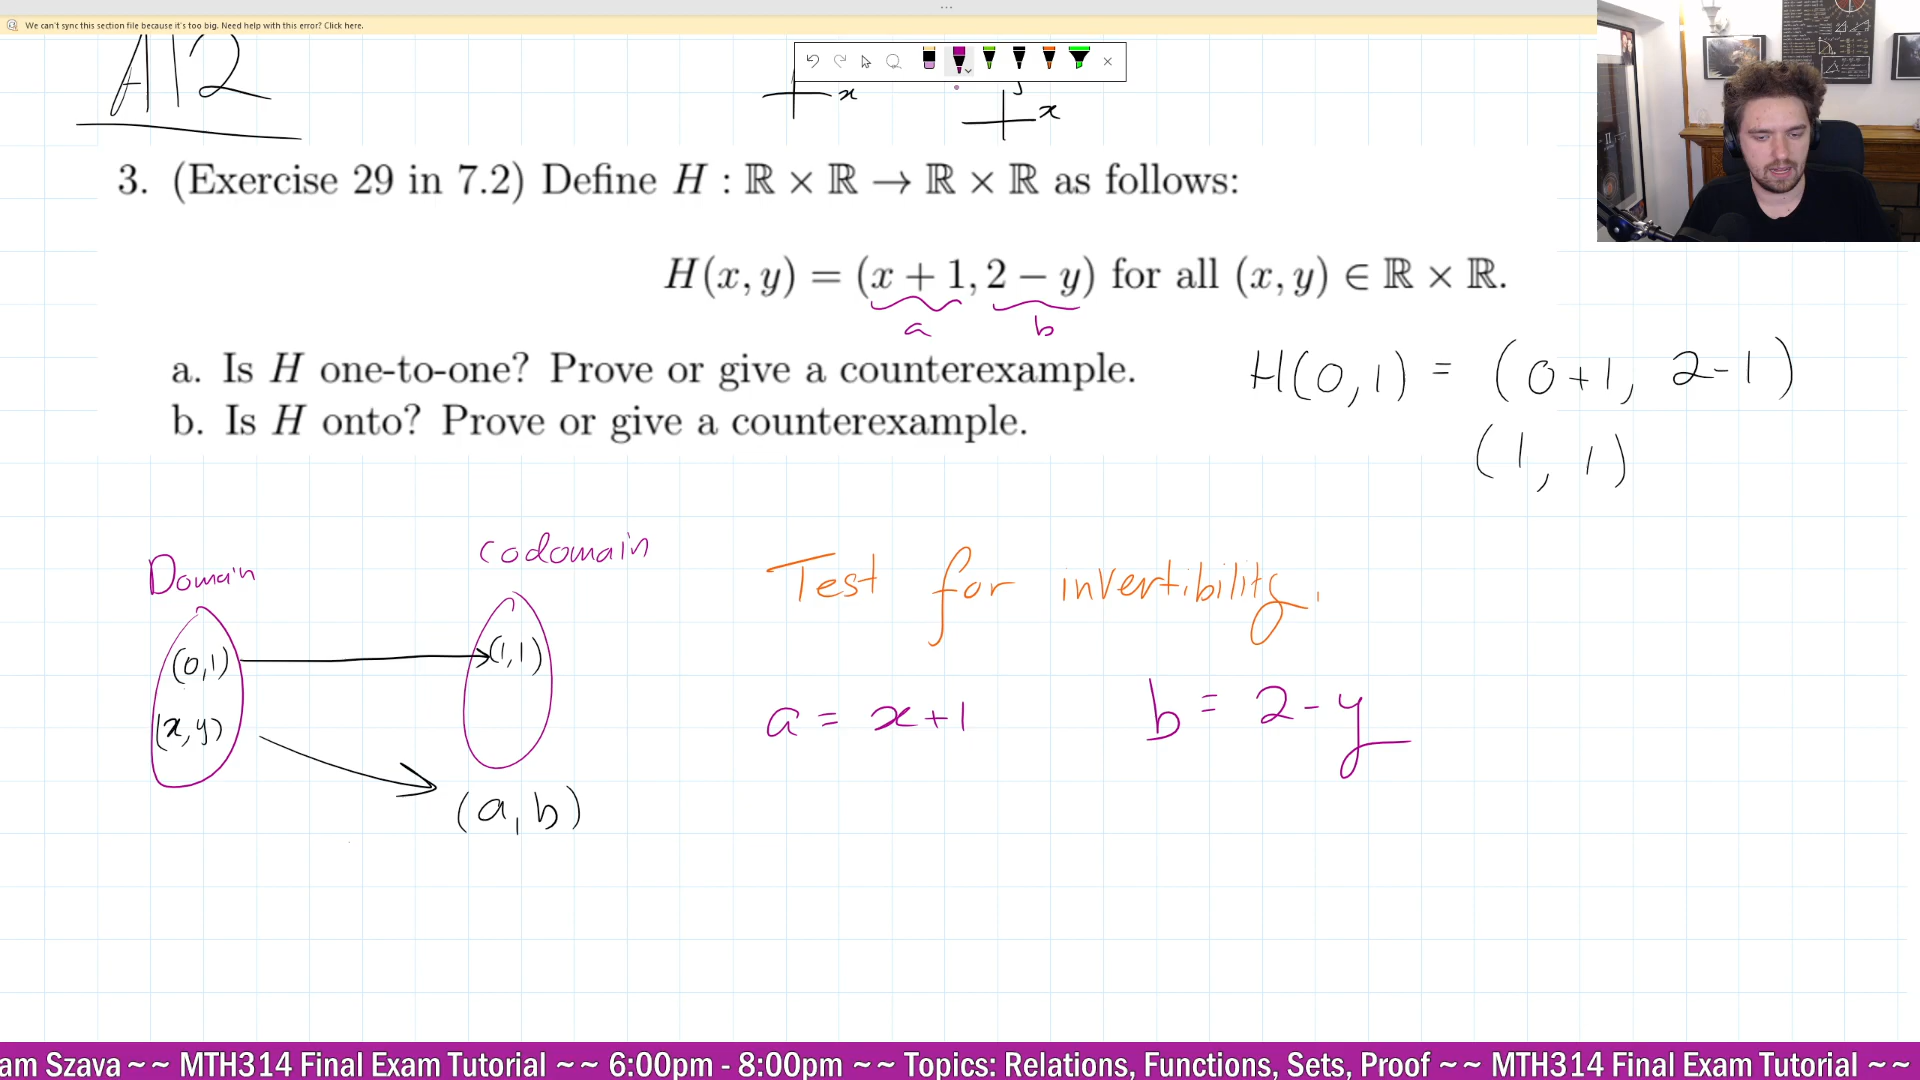 We can't sync this section file because it's too big. Need help with this error? Click here.
A12
x
x
3. (Exercise 29 in 7.2) Define H : ℝ × ℝ → ℝ × ℝ as follows:
H(x, y) = (x + 1, 2 − y) for all (x, y) ∈ ℝ × ℝ.
a b
a. Is H one-to-one? Prove or give a counterexample.
b. Is H onto? Prove or give a counterexample.
H(0,1) = (0+1, 2-1)
(1, 1)
Domain
codomain
(0,1)
(1,1)
(x,y)
(a,b)
Test for invertibility.
a = x+1
b = 2-y
am Szava ~ ~ MTH314 Final Exam Tutorial ~ ~ 6:00pm - 8:00pm ~ ~ Topics: Relations, Functions, Sets, Proof ~ ~ MTH314 Final Exam Tutorial ~ ~